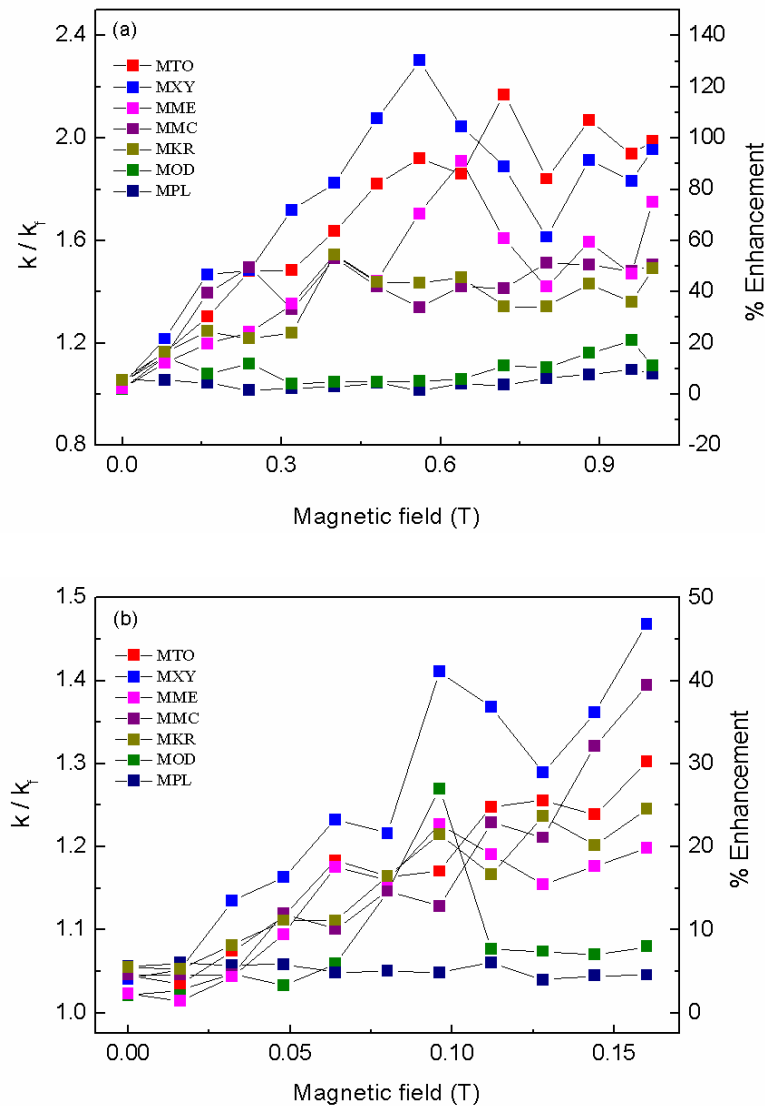 (a)
2.4
2.0
1.6
1.2
0.8
k / k_f
MTO
MXY
MME
MMC
MKR
MOD
MPL
140
120
100
80
60
40
20
0
-20
% Enhancement
0.0 0.3 0.6 0.9
Magnetic field (T)
(b)
1.5
1.4
1.3
1.2
1.1
1.0
k / k_f
MTO
MXY
MME
MMC
MKR
MOD
MPL
50
40
30
20
10
0
% Enhancement
0.00 0.05 0.10 0.15
Magnetic field (T)